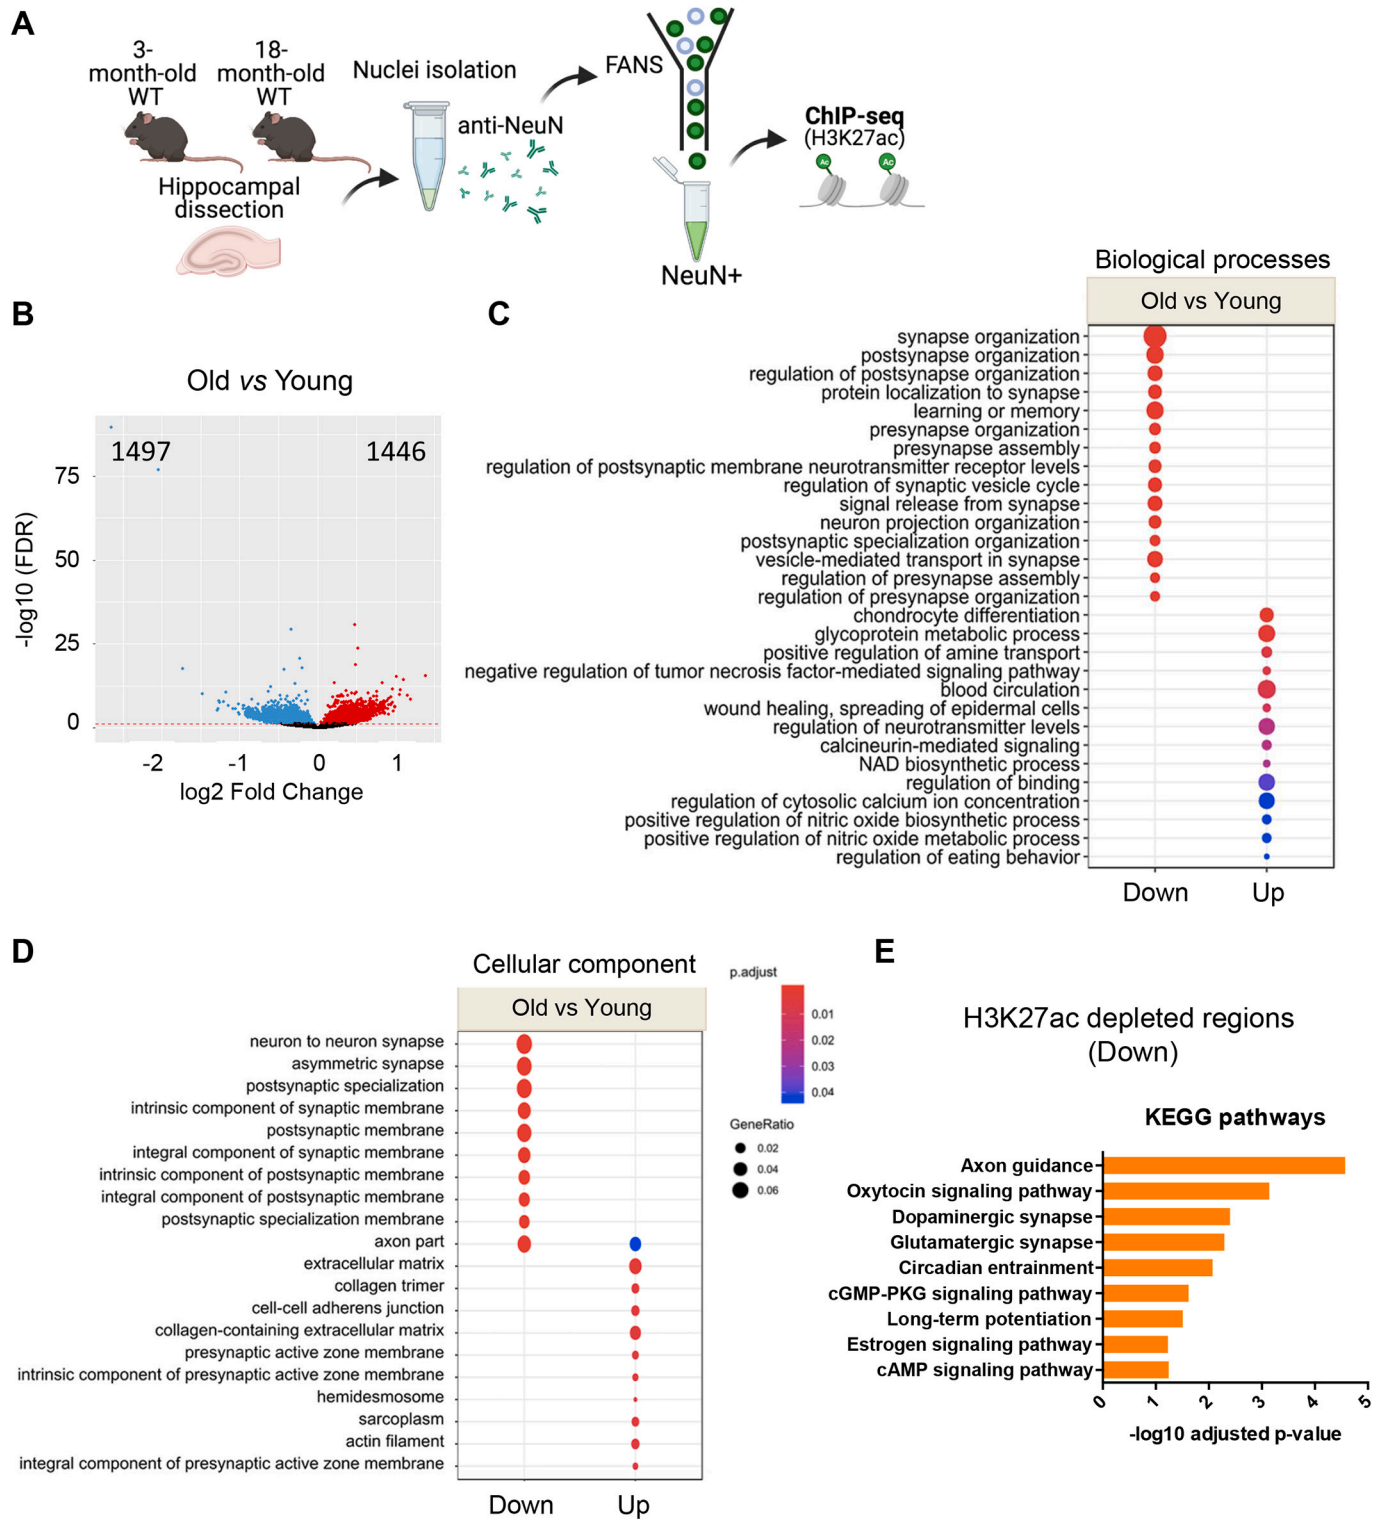 A
3-
month-old
WT
18-
month-old
WT
Hippocampal
dissection
Nuclei isolation
anti-NeuN
FANS
NeuN+
ChIP-seq
(H3K27ac)
Ac
Ac
B
Old vs Young
1497
1446
75
50
25
0
-log10 (FDR)
-2
-1
0
1
log2 Fold Change
C
Biological processes
Old vs Young
synapse organization
postsynapse organization
regulation of postsynapse organization
protein localization to synapse
learning or memory
presynapse organization
presynapse assembly
regulation of postsynaptic membrane neurotransmitter receptor levels
regulation of synaptic vesicle cycle
signal release from synapse
neuron projection organization
postsynaptic specialization organization
vesicle-mediated transport in synapse
regulation of presynapse assembly
regulation of presynapse organization
chondrocyte differentiation
glycoprotein metabolic process
positive regulation of amine transport
negative regulation of tumor necrosis factor-mediated signaling pathway
blood circulation
wound healing, spreading of epidermal cells
regulation of neurotransmitter levels
calcineurin-mediated signaling
NAD biosynthetic process
regulation of binding
regulation of cytosolic calcium ion concentration
positive regulation of nitric oxide biosynthetic process
positive regulation of nitric oxide metabolic process
regulation of eating behavior
Down
Up
D
Cellular component
Old vs Young
neuron to neuron synapse
asymmetric synapse
postsynaptic specialization
intrinsic component of synaptic membrane
postsynaptic membrane
integral component of synaptic membrane
intrinsic component of postsynaptic membrane
integral component of postsynaptic membrane
postsynaptic specialization membrane
axon part
extracellular matrix
collagen trimer
cell-cell adherens junction
collagen-containing extracellular matrix
presynaptic active zone membrane
intrinsic component of presynaptic active zone membrane
hemidesmosome
sarcoplasm
actin filament
integral component of presynaptic active zone membrane
Down
Up
p.adjust
0.01
0.02
0.03
0.04
GeneRatio
0.02
0.04
0.06
E
H3K27ac depleted regions
(Down)
KEGG pathways
Axon guidance
Oxytocin signaling pathway
Dopaminergic synapse
Glutamatergic synapse
Circadian entrainment
cGMP-PKG signaling pathway
Long-term potentiation
Estrogen signaling pathway
cAMP signaling pathway
0
1
2
3
4
5
-log10 adjusted p-value